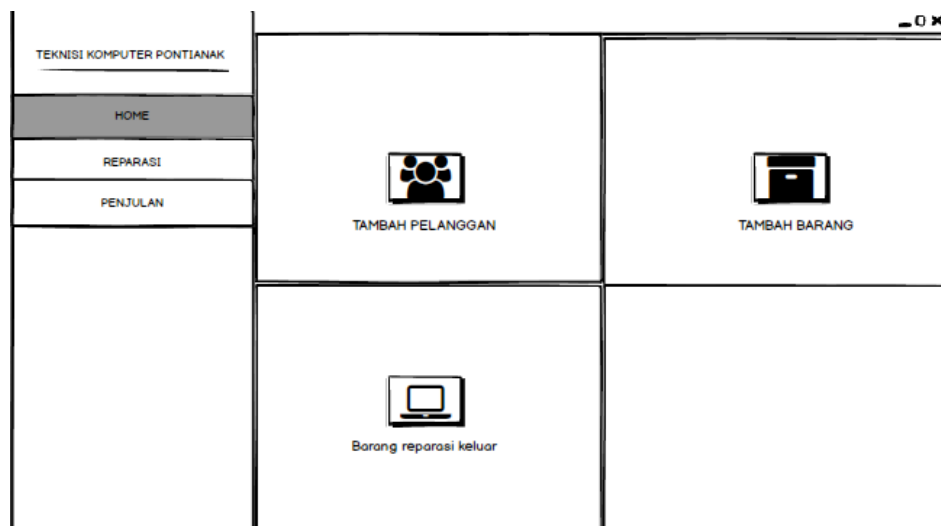 TEKNISI KOMPUTER PONTIANAK
HOME
REPARASI
PENJULAN
TAMBAH PELANGGAN
TAMBAH BARANG
Barang reparasi keluar